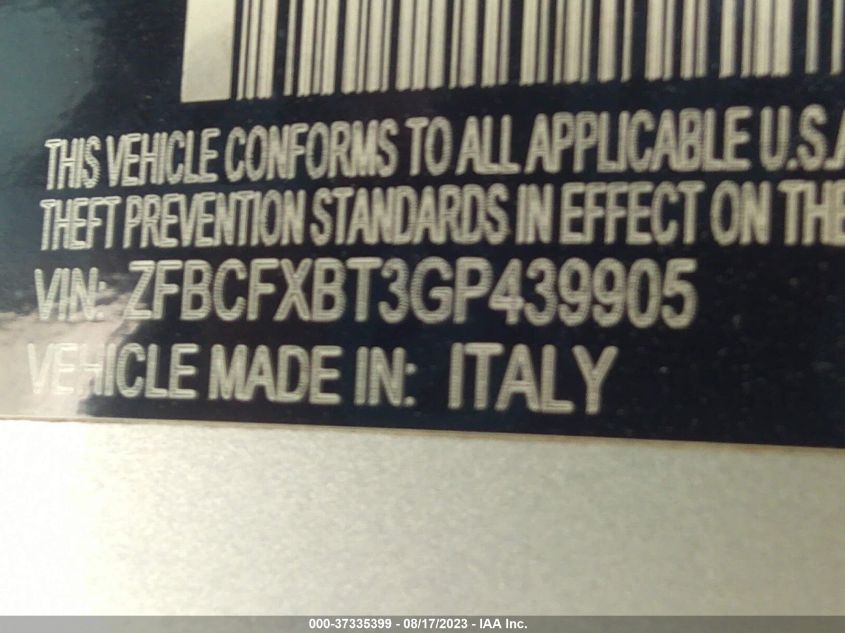 THIS VEHICLE CONFORMS TO ALL APPLICABLE U.S.A
THEFT PREVENTION STANDARDS IN EFFECT ON THE
VIN: ZFBCFXBT3GP439905
VEHICLE MADE IN: ITALY
000-37335399 - 08/17/2023 - IAA Inc.